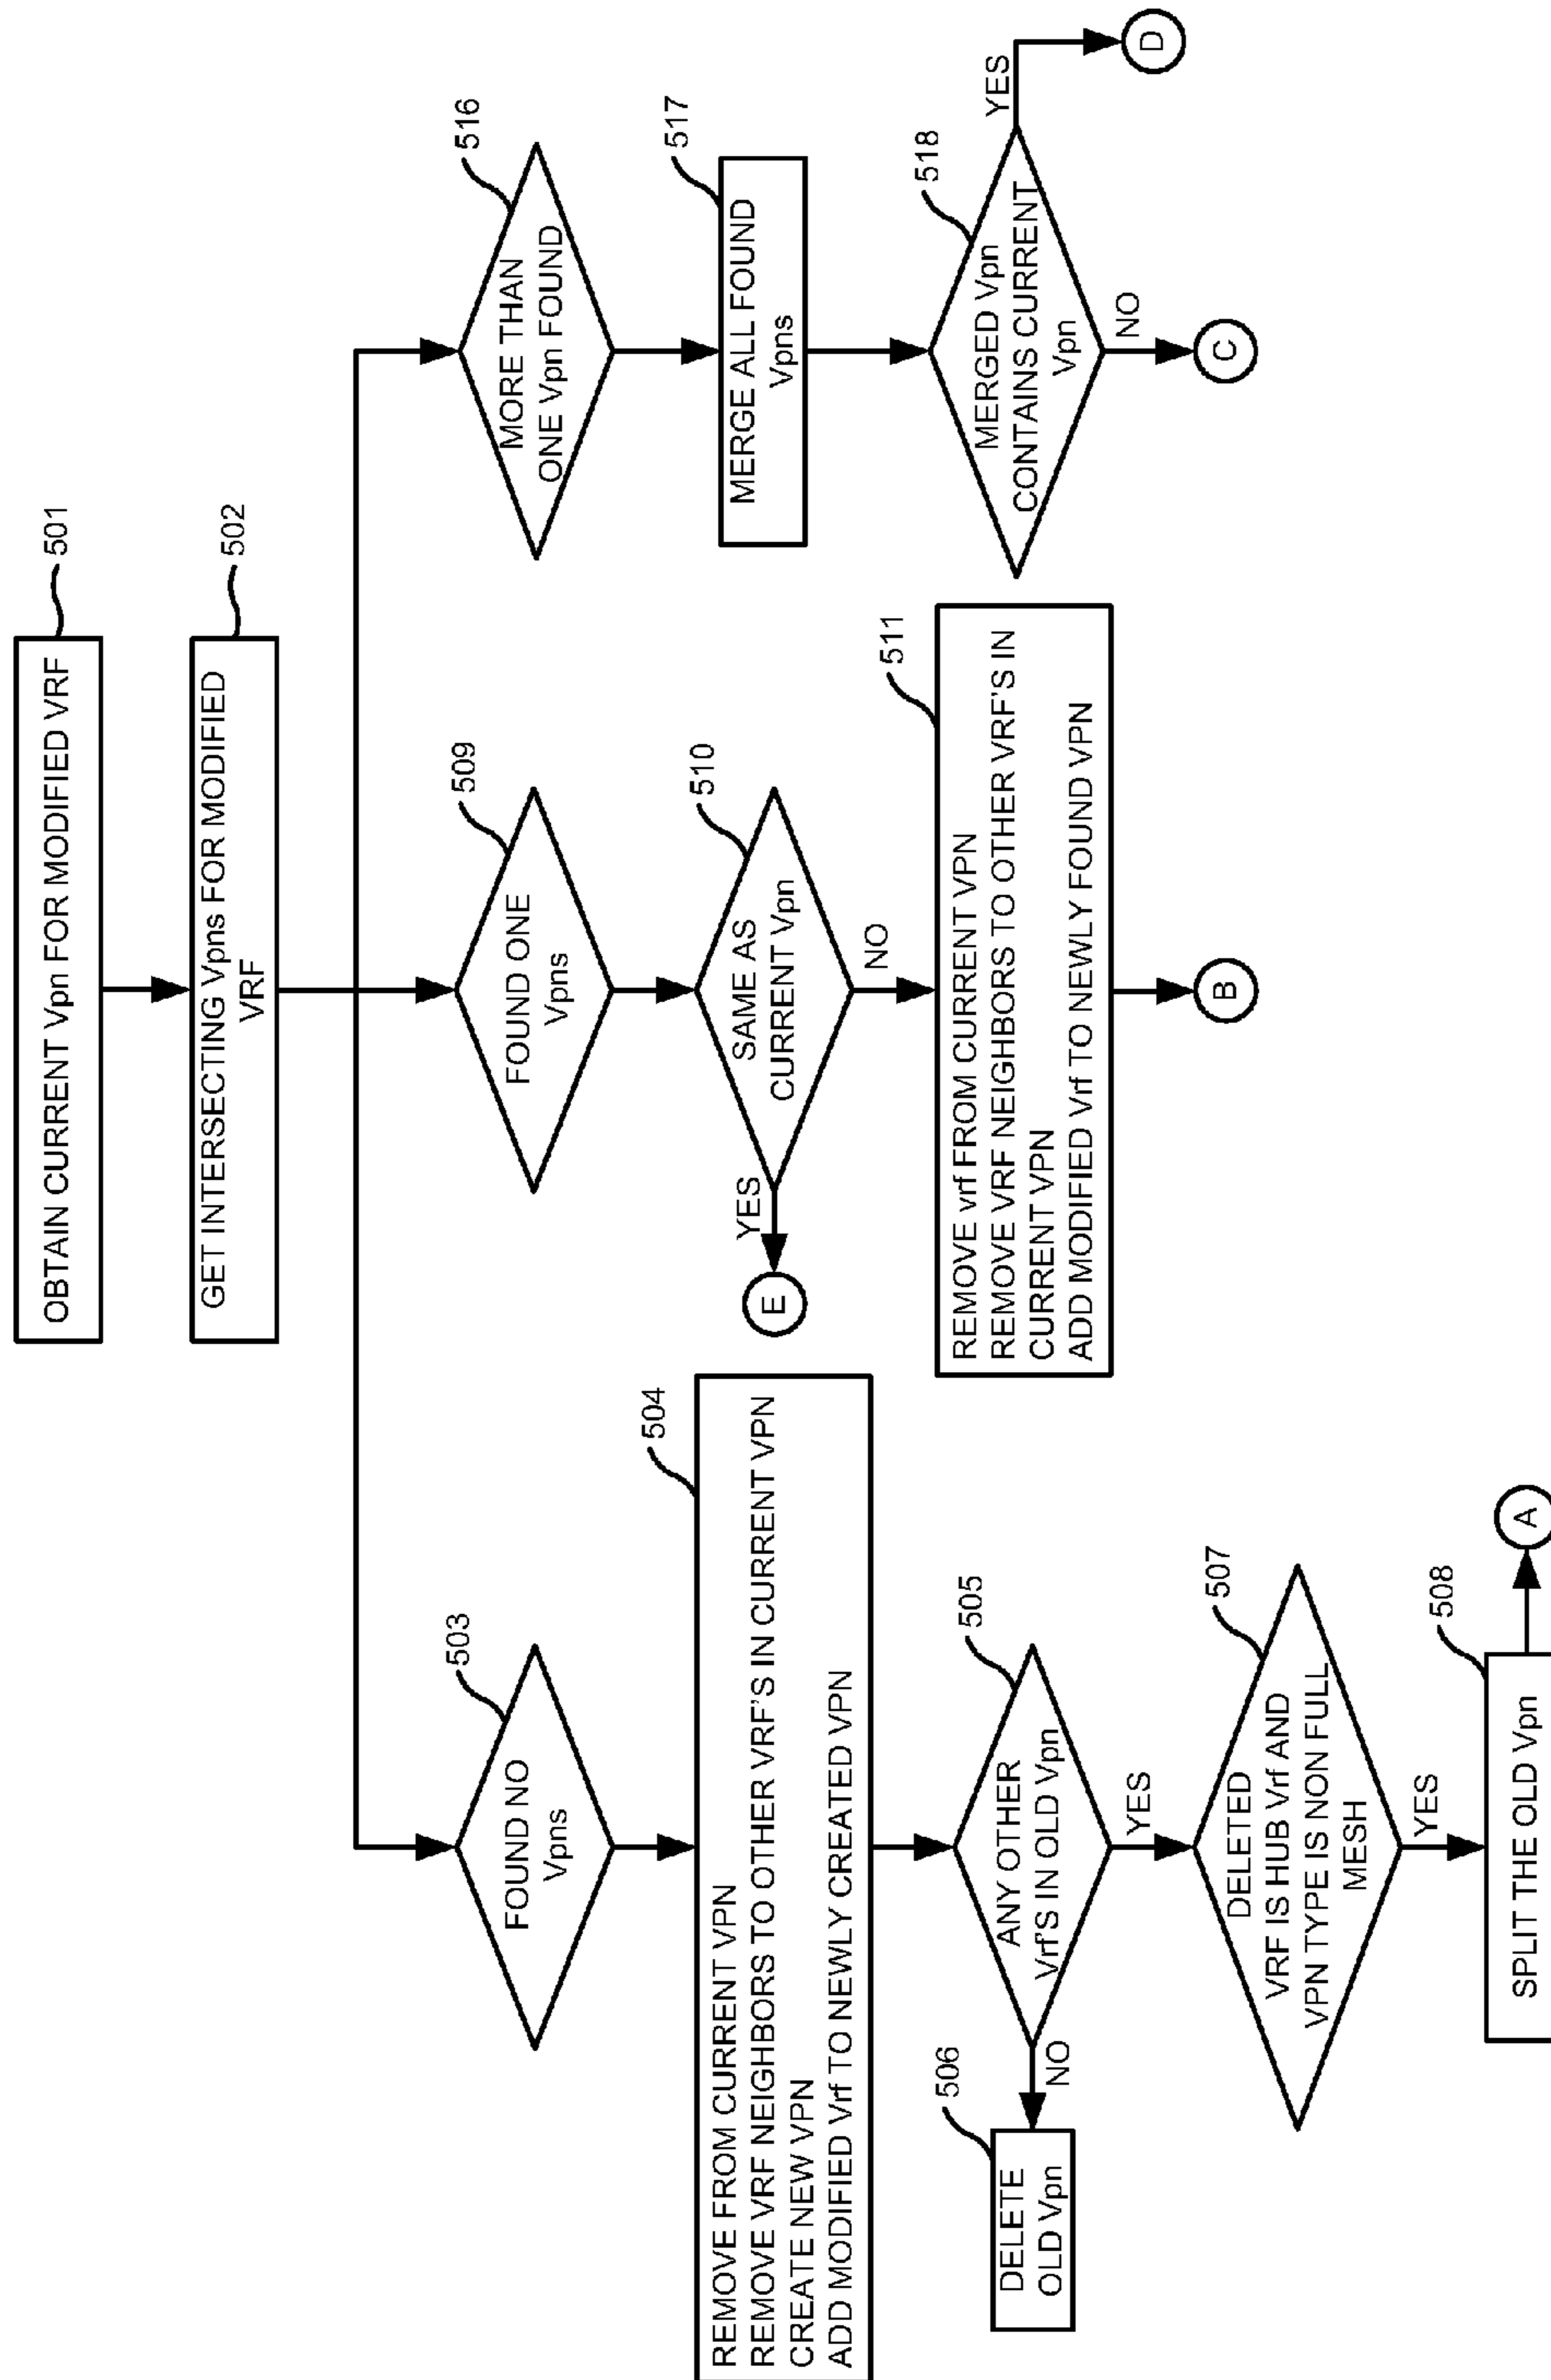 OBTAIN CURRENT Vpn FOR MODIFIED VRF
501
GET INTERSECTING Vpns FOR MODIFIED
VRF
502
FOUND NO
Vpns
503
REMOVE FROM CURRENT VPN
REMOVE VRF NEIGHBORS TO OTHER VRF'S IN CURRENT VPN
CREATE NEW VPN
ADD MODIFIED Vrf TO NEWLY CREATED VPN
504
ANY OTHER
Vrf'S IN OLD Vpn
505
NO
DELETE
OLD Vpn
506
YES
DELETED
VRF IS HUB Vrf AND
VPN TYPE IS NON FULL
MESH
507
YES
SPLIT THE OLD Vpn
508
A
FOUND ONE
Vpns
509
SAME AS
CURRENT Vpn
510
YES
E
NO
REMOVE vrf FROM CURRENT VPN
REMOVE VRF NEIGHBORS TO OTHER VRF'S IN
CURRENT VPN
ADD MODIFIED Vrf TO NEWLY FOUND VPN
511
B
MORE THAN
ONE Vpn FOUND
516
MERGE ALL FOUND
Vpns
517
MERGED Vpn
CONTAINS CURRENT
Vpn
518
YES
D
NO
C